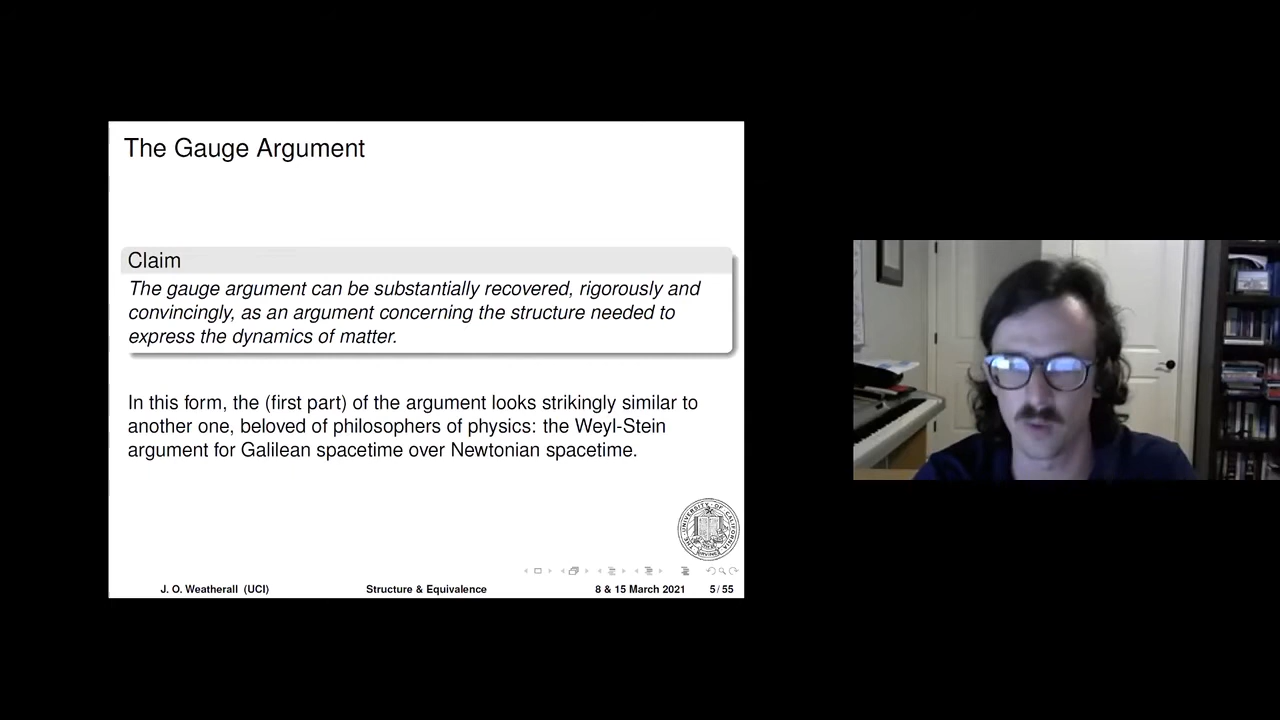 The Gauge Argument
Claim
The gauge argument can be substantially recovered, rigorously and
convincingly, as an argument concerning the structure needed to
express the dynamics of matter.
In this form, the (first part) of the argument looks strikingly similar to
another one, beloved of philosophers of physics: the Weyl-Stein
argument for Galilean spacetime over Newtonian spacetime.
J. O. Weatherall (UCI) Structure & Equivalence 8 & 15 March 2021 5 / 55